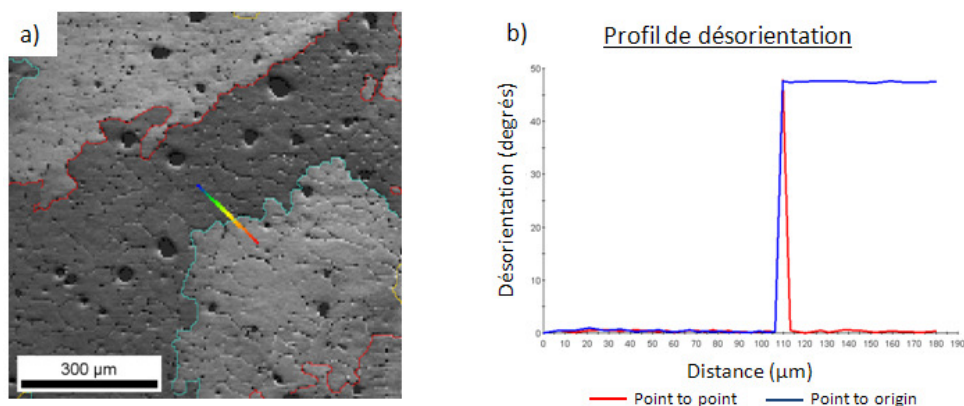 a)
300 µm
b)
Profil de désorientation
Désorientation (degrés)
50
40
30
20
10
0
0 10 20 30 40 50 60 70 80 90 100 110 120 130 140 150 160 170 180 190
Distance (µm)
Point to point
Point to origin